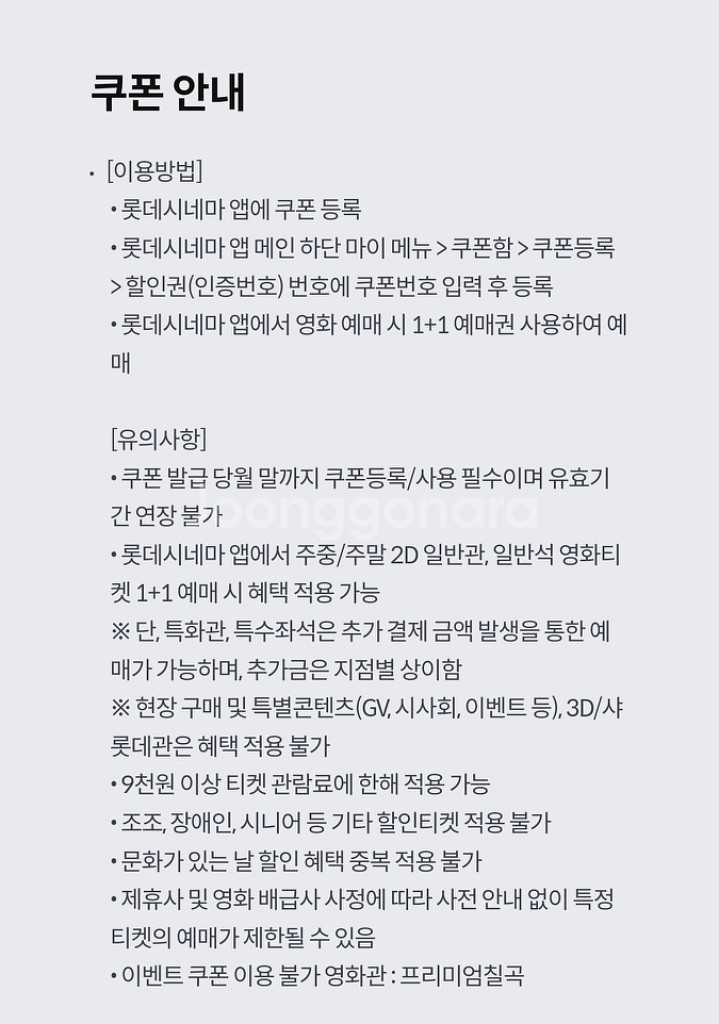 쿠폰 안내
• [이용방법]
• 롯데시네마 앱에 쿠폰 등록
• 롯데시네마 앱 메인 하단 마이 메뉴 > 쿠폰함 > 쿠폰등록
> 할인권(인증번호) 번호에 쿠폰번호 입력 후 등록
• 롯데시네마 앱에서 영화 예매 시 1+1 예매권 사용하여 예
매
[유의사항]
• 쿠폰 발급 당월 말까지 쿠폰등록/사용 필수이며 유효기
간 연장 불가
joonggonara
• 롯데시네마 앱에서 주중/주말 2D 일반관, 일반석 영화티
켓 1+1 예매 시 혜택 적용 가능
※ 단, 특화관, 특수좌석은 추가 결제 금액 발생을 통한 예
매가 가능하며, 추가금은 지점별 상이함
※ 현장 구매 및 특별콘텐츠(GV, 시사회, 이벤트 등), 3D/샤
롯데관은 혜택 적용 불가
• 9천원 이상 티켓 관람료에 한해 적용 가능
• 조조, 장애인, 시니어 등 기타 할인티켓 적용 불가
• 문화가 있는 날 할인 혜택 중복 적용 불가
• 제휴사 및 영화 배급사 사정에 따라 사전 안내 없이 특정
티켓의 예매가 제한될 수 있음
• 이벤트 쿠폰 이용 불가 영화관 : 프리미엄칠곡